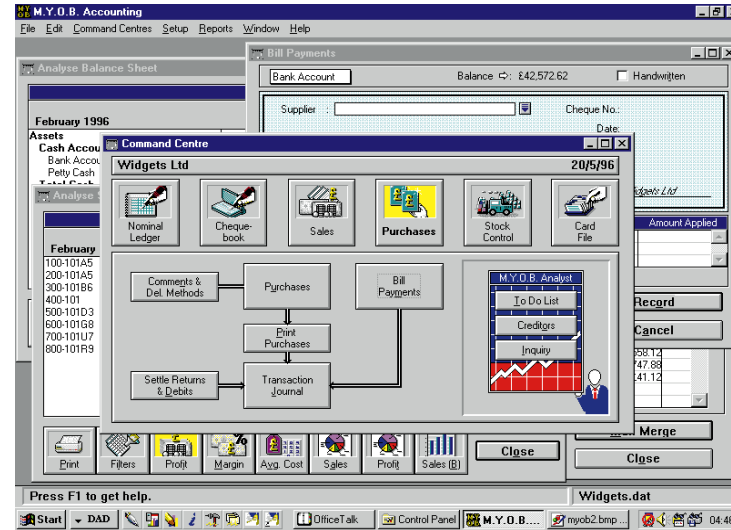 M.Y.O.B. Accounting
File Edit Command Centres Setup Reports Window Help
Bill Payments
Analyse Balance Sheet
Bank Account
Balance ⇨: £42,572.62
Handwritten
Supplier :
Cheque No.:
Date:
February 1996
Assets
Cash Accou
Bank Accou
Petty Cash
Command Centre
Widgets Ltd
20/5/96
Nominal Ledger
Cheque-book
Sales
Purchases
Stock Control
Card File
Widgets Ltd
Analyse
Amount Applied
February
100-101A5
200-101A5
300-101B6
400-101
500-101D3
600-101G8
700-101U7
800-101R9
Comments & Del. Methods
Purchases
Bill Payments
Print Purchases
Settle Returns & Debits
Transaction Journal
M.Y.O.B. Analyst
To Do List
Creditors
Inquiry
Record
Cancel
558.12
747.88
41.12
Merge
Print
Filters
Profit
Margin
Avg. Cost
Sales
Profit
Sales (B)
Close
Close
Press F1 to get help.
Widgets.dat
Start
DAD
OfficeTalk
Control Panel
M.Y.O.B....
myob2.bmp ...
04:46